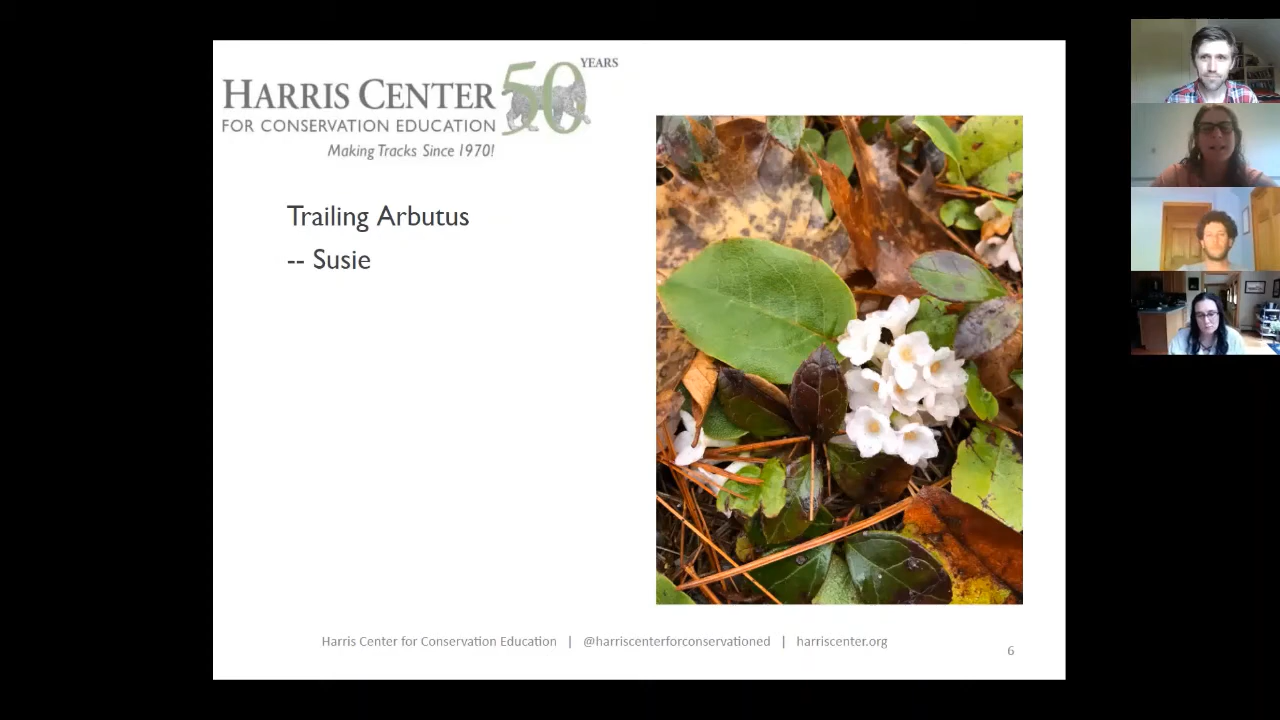 HARRIS CENTER 50 YEARS
FOR CONSERVATION EDUCATION
Making Tracks Since 1970!
Trailing Arbutus
-- Susie
Harris Center for Conservation Education | @harriscenterforconservationed | harriscenter.org
6